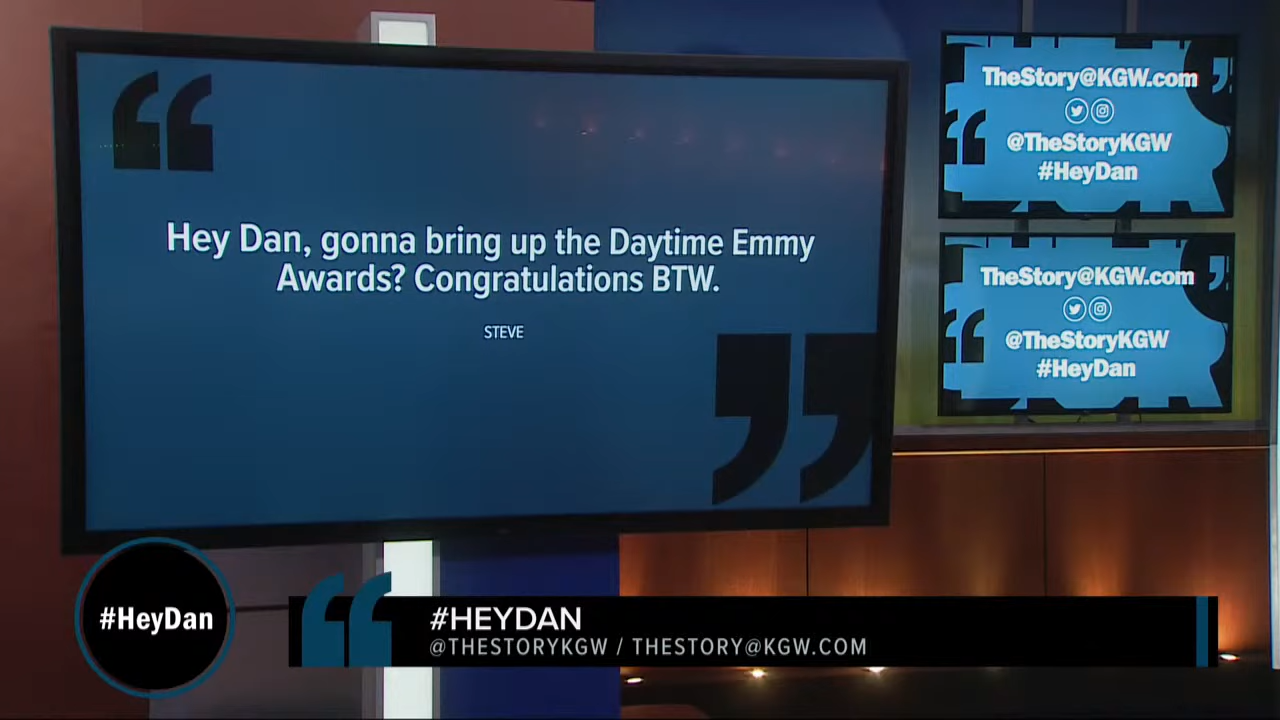 Hey Dan, gonna bring up the Daytime Emmy
Awards? Congratulations BTW.
STEVE
TheStory@KGW.com
@TheStoryKGW
#HeyDan
TheStory@KGW.com
@TheStoryKGW
#HeyDan
#HeyDan
#HEYDAN
@THESTORYKGW / THESTORY@KGW.COM